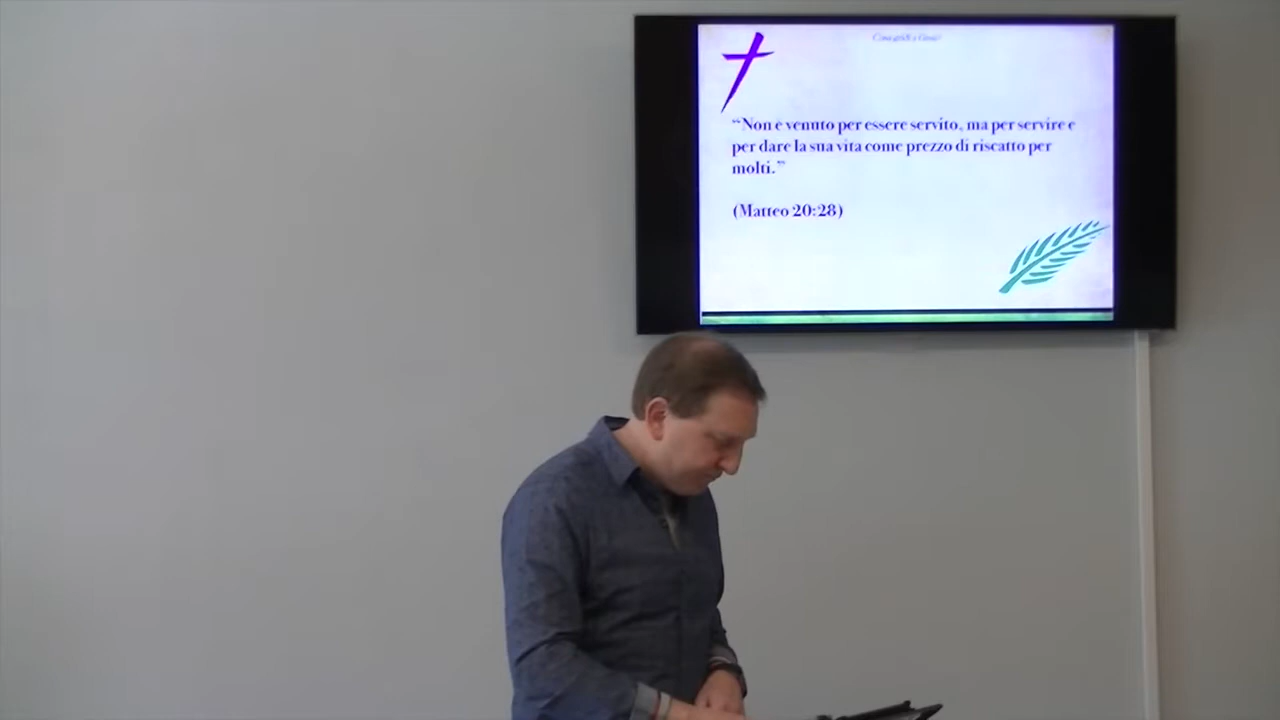 “Non è venuto per essere servito, ma per servire e
per dare la sua vita come prezzo di riscatto per
molti.”
(Matteo 20:28)